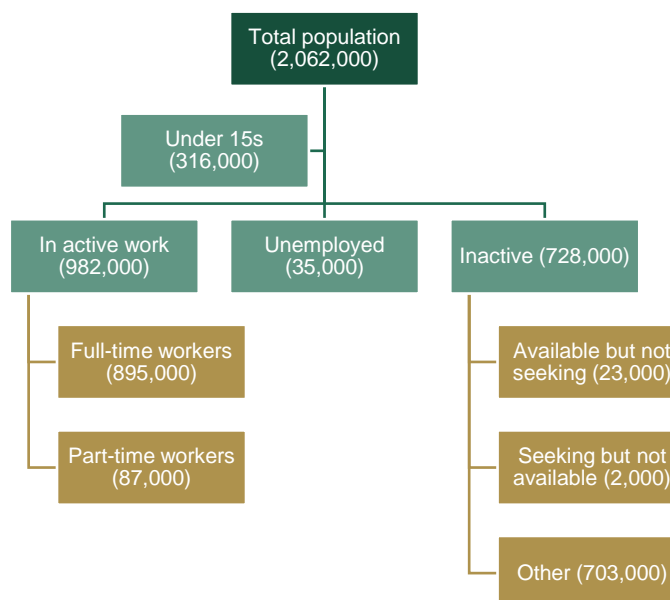 Total population
(2,062,000)
Under 15s
(316,000)
In active work
(982,000)
Unemployed
(35,000)
Inactive (728,000)
Full-time workers
(895,000)
Available but not
seeking (23,000)
Part-time workers
(87,000)
Seeking but not
available (2,000)
Other (703,000)